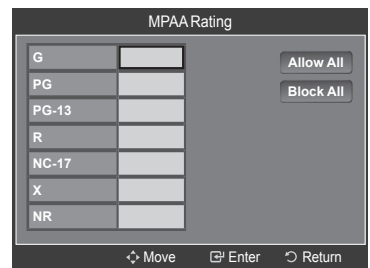 MPAA Rating
G
Allow All
PG
Block All
PG-13
R
NC-17
X
NR
Move Enter Return